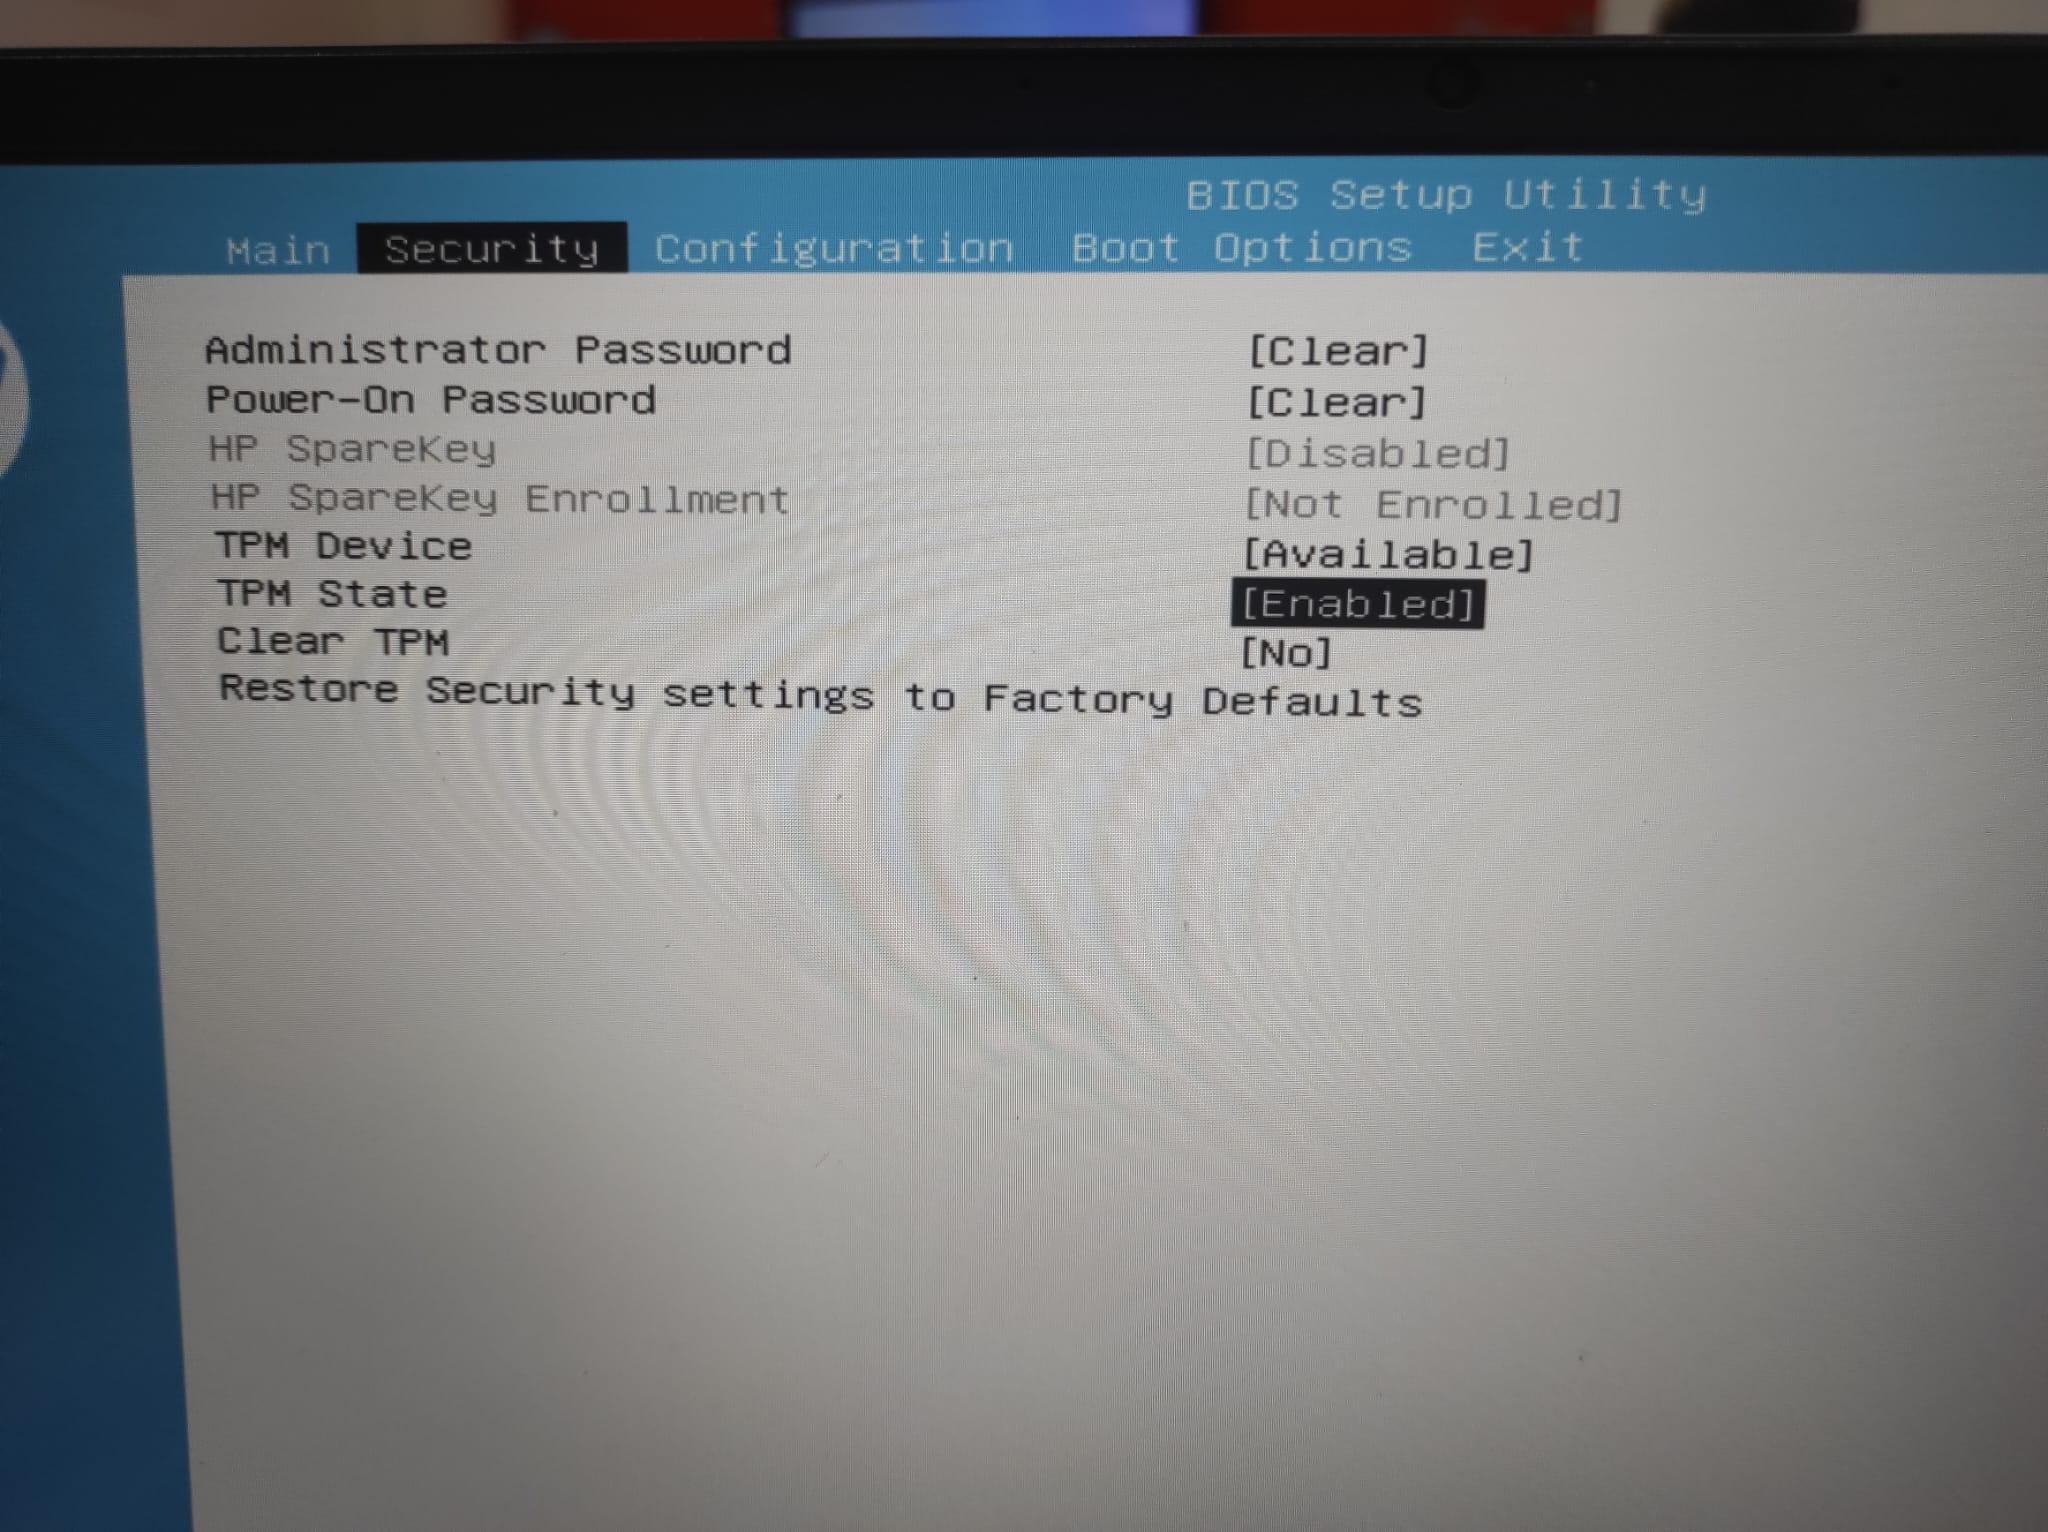 BIOS Setup Utility
Main Security Configuration Boot Options Exit
Administrator Password [Clear]
Power-On Password [Clear]
HP SpareKey [Disabled]
HP SpareKey Enrollment [Not Enrolled]
TPM Device [Available]
TPM State [Enabled]
Clear TPM [No]
Restore Security settings to Factory Defaults